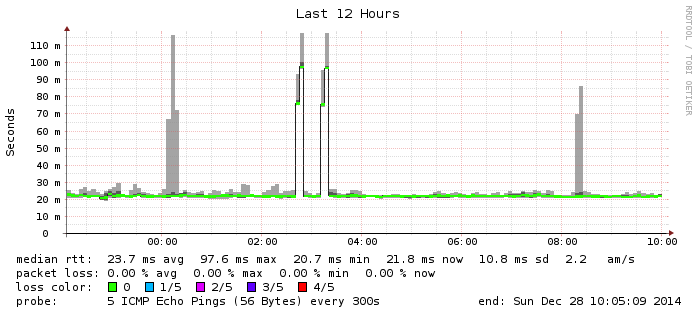 Last 12 Hours
RRDTOOL / TOBI OETIKER
Seconds
110 m
100 m
90 m
80 m
70 m
60 m
50 m
40 m
30 m
20 m
10 m
0
00:00 02:00 04:00 06:00 08:00 10:00
median rtt: 23.7 ms avg 97.6 ms max 20.7 ms min 21.8 ms now 10.8 ms sd 2.2 am/s
packet loss: 0.00 % avg 0.00 % max 0.00 % min 0.00 % now
loss color: 0 1/5 2/5 3/5 4/5
probe: 5 ICMP Echo Pings (56 Bytes) every 300s end: Sun Dec 28 10:05:09 2014